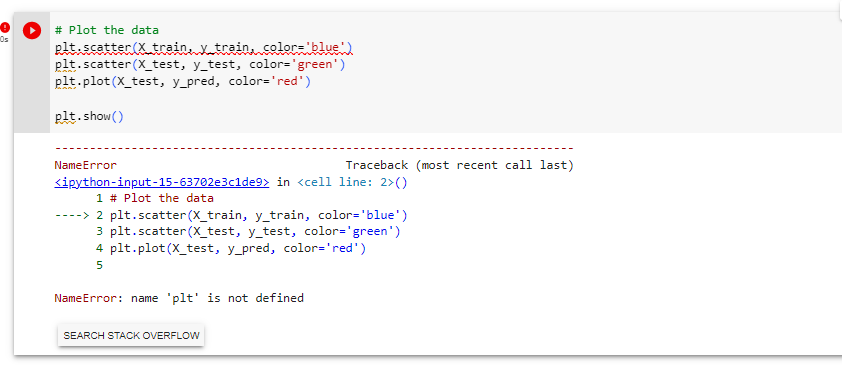 0s
# Plot the data
plt.scatter(X_train, y_train, color='blue')
plt.scatter(X_test, y_test, color='green')
plt.plot(X_test, y_pred, color='red')
plt.show()
---------------------------------------------------------------------------
NameError                                 Traceback (most recent call last)
<ipython-input-15-63702e3c1de9> in <cell line: 2>()
      1 # Plot the data
----> 2 plt.scatter(X_train, y_train, color='blue')
      3 plt.scatter(X_test, y_test, color='green')
      4 plt.plot(X_test, y_pred, color='red')
      5
NameError: name 'plt' is not defined
SEARCH STACK OVERFLOW